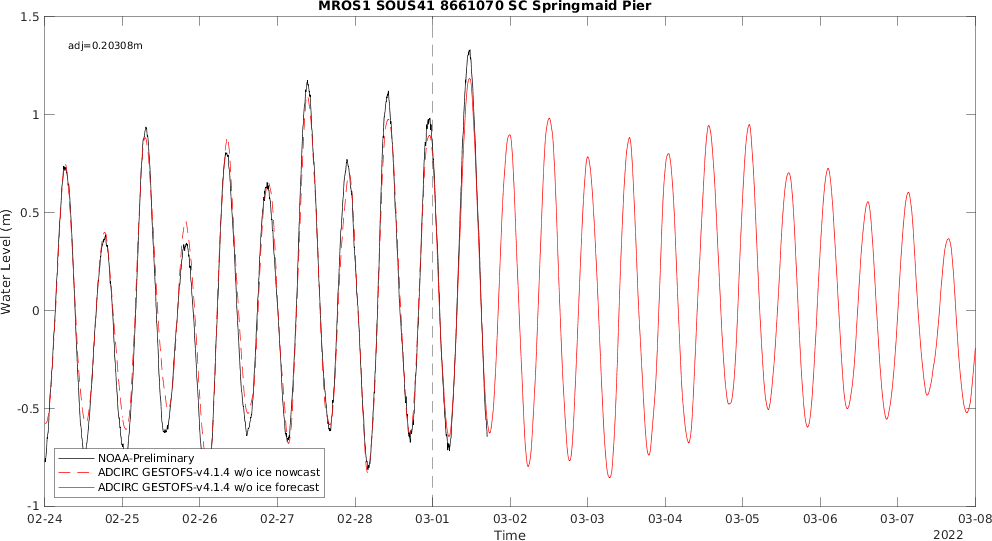 MROS1 SOUS41 8661070 SC Springmaid Pier
adj=0.20308m
Water Level (m)
1.5
1
0.5
0
-0.5
-1
NOAA-Preliminary
ADCIRC GESTOFS-v4.1.4 w/o ice nowcast
ADCIRC GESTOFS-v4.1.4 w/o ice forecast
02-24 02-25 02-26 02-27 02-28 03-01 03-02 03-03 03-04 03-05 03-06 03-07 03-08
Time
2022